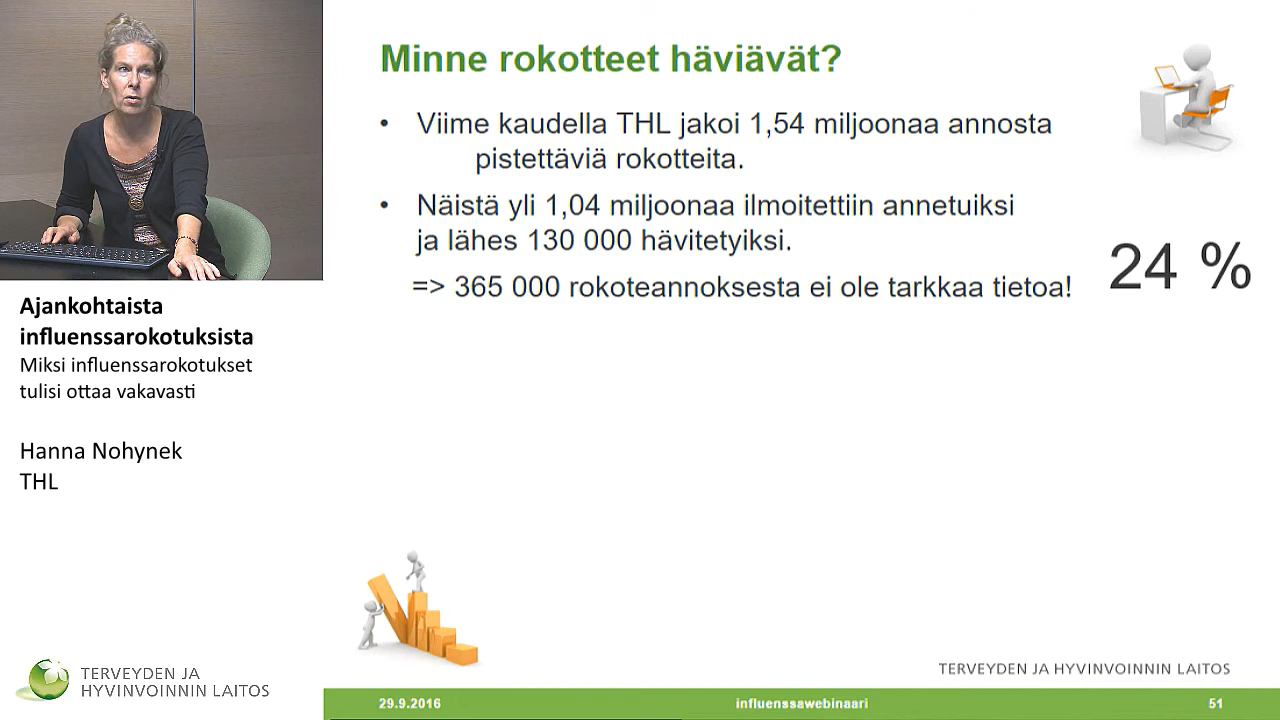 Minne rokotteet häviävät?
• Viime kaudella THL jakoi 1,54 miljoonaa annosta
pistettäviä rokotteita.
• Näistä yli 1,04 miljoonaa ilmoitettiin annetuiksi
ja lähes 130 000 hävitetyiksi.
=> 365 000 rokoteannoksesta ei ole tarkkaa tietoa!
24 %
Ajankohtaista
influenssarokotuksista
Miksi influenssarokotukset
tulisi ottaa vakavasti
Hanna Nohynek
THL
TERVEYDEN JA
HYVINVOINNIN LAITOS
TERVEYDEN JA HYVINVOINNIN LAITOS
29.9.2016 influenssawebinaari 51